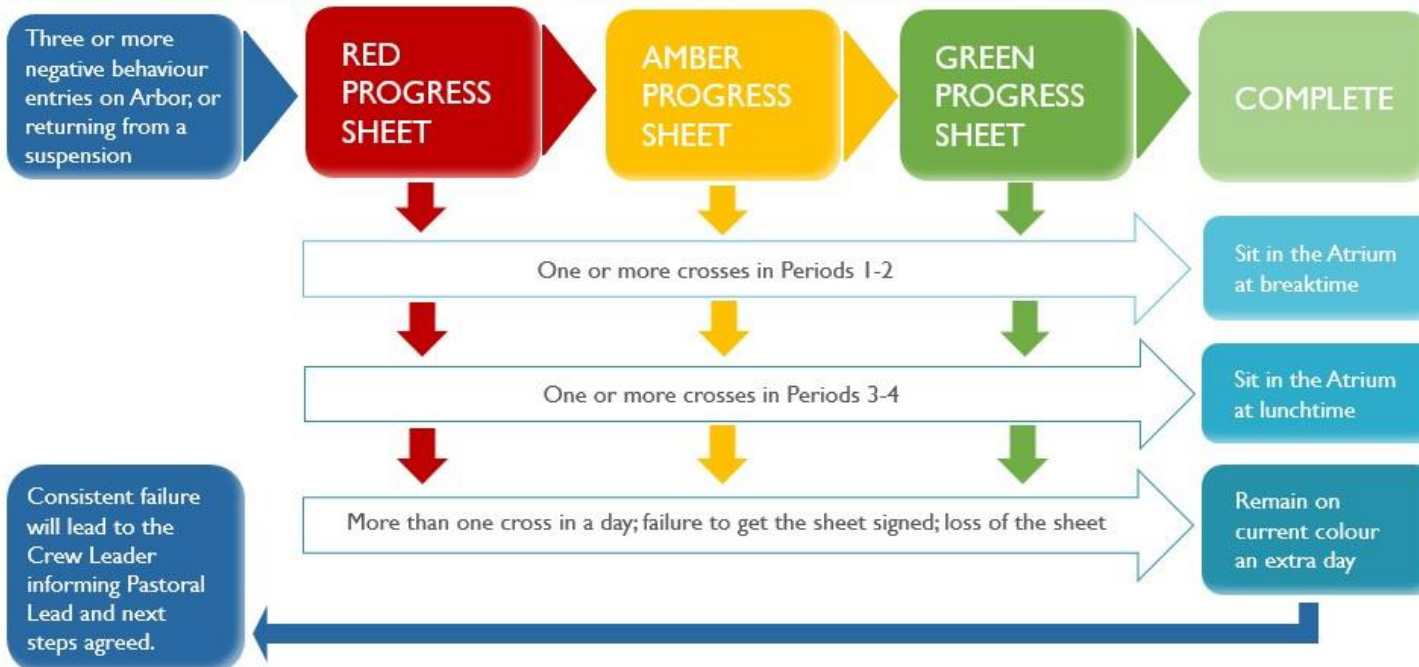 Three or more
negative behaviour
entries on Arbor, or
returning from a
suspension
RED
PROGRESS
SHEET
AMBER
PROGRESS
SHEET
GREEN
PROGRESS
SHEET
COMPLETE
One or more crosses in Periods 1-2
Sit in the Atrium
at breaktime
One or more crosses in Periods 3-4
Sit in the Atrium
at lunchtime
More than one cross in a day; failure to get the sheet signed; loss of the sheet
Remain on
current colour
an extra day
Consistent failure
will lead to the
Crew Leader
informing Pastoral
Lead and next
steps agreed.